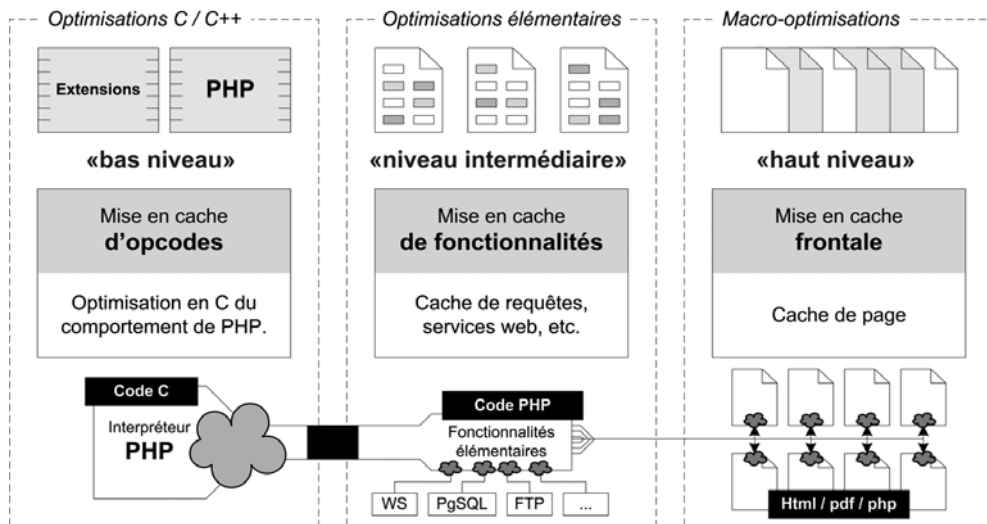 Optimisations C / C++
Extensions
PHP
«bas niveau»
Mise en cache
d'opcodes
Optimisation en C du
comportement de PHP.
Code C
Interpréteur
PHP
Optimisations élémentaires
«niveau intermédiaire»
Mise en cache
de fonctionnalités
Cache de requêtes,
services web, etc.
Code PHP
Fonctionnalités
élémentaires
WS
PgSQL
FTP
...
Macro-optimisations
«haut niveau»
Mise en cache
frontale
Cache de page
Html / pdf / php